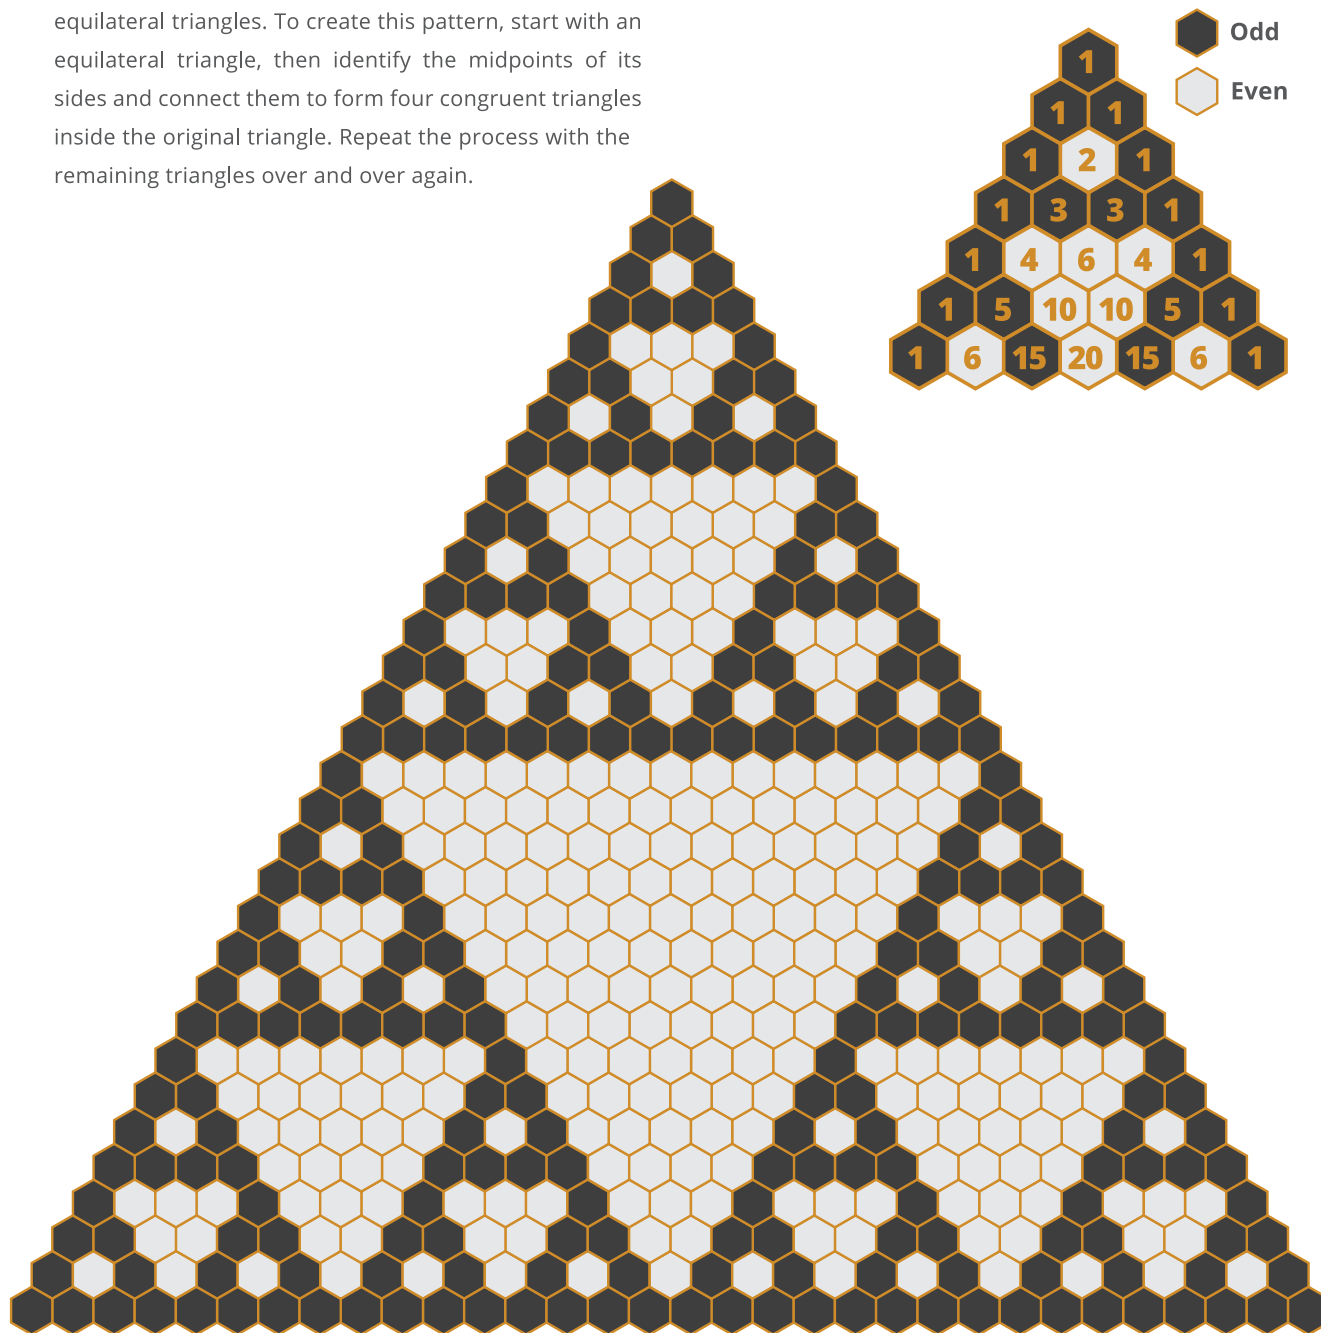 equilateral triangles. To create this pattern, start with an
equilateral triangle, then identify the midpoints of its
sides and connect them to form four congruent triangles
inside the original triangle. Repeat the process with the
remaining triangles over and over again.
Odd
Even
1
1 1
1 2 1
1 3 3 1
1 4 6 4 1
1 5 10 10 5 1
1 6 15 20 15 6 1